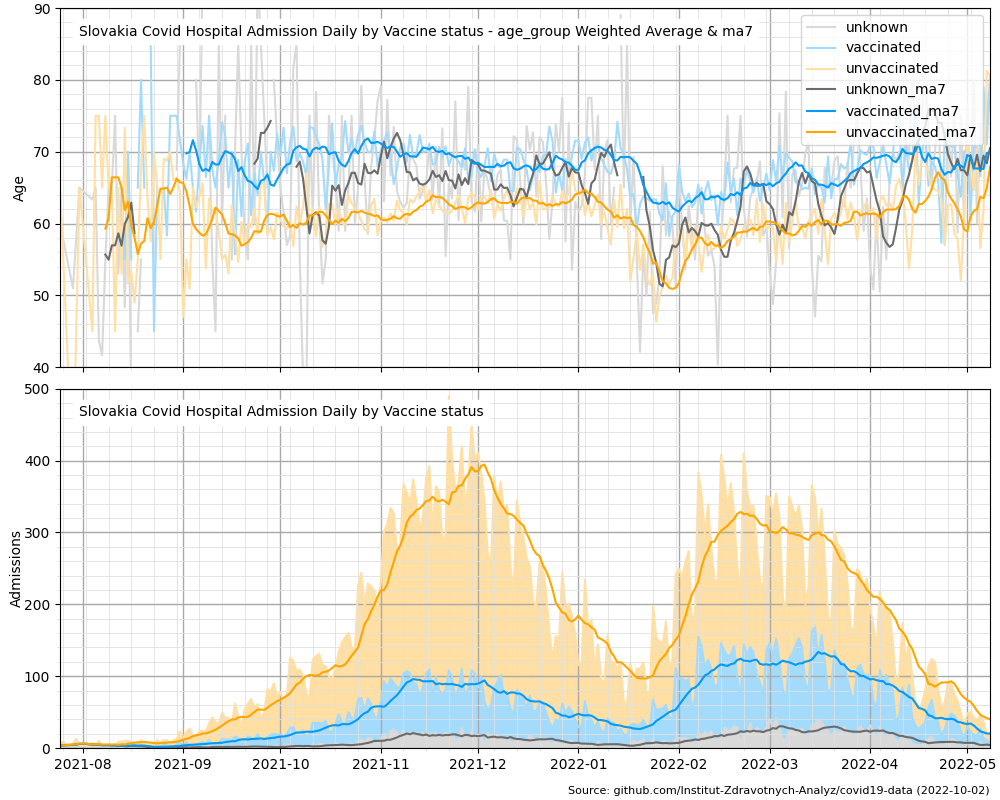 90
80
70
60
50
40
Age
Slovakia Covid Hospital Admission Daily by Vaccine status - age_group Weighted Average & ma7
unknown
vaccinated
unvaccinated
unknown_ma7
vaccinated_ma7
unvaccinated_ma7
500
400
300
200
100
0
Admissions
Slovakia Covid Hospital Admission Daily by Vaccine status
2021-08 2021-09 2021-10 2021-11 2021-12 2022-01 2022-02 2022-03 2022-04 2022-05
Source: github.com/Institut-Zdravotnych-Analyz/covid19-data (2022-10-02)